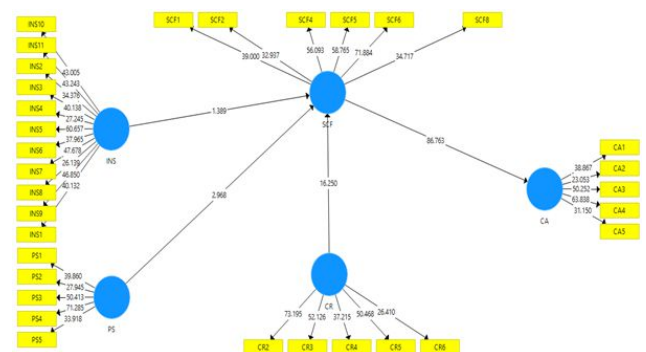 SCF1 SCF2 SCF4 SCF5 SCF6 SCF8
39.000 32.937 56.093 58.765 71.884 34.717
SCF
INS10
INS11
INS2
INS3
INS4
INS5
INS6
INS7
INS8
INS9
INS1
43.005
43.243
34.376
40.138
27.245
60.657
37.965
47.678
26.139
46.850
40.132
INS
1.389
2.968
16.250
86.763
CA1
CA2
CA3
CA4
CA5
38.867
23.053
50.252
63.838
31.150
CA
PS1
PS2
PS3
PS4
PS5
39.860
27.945
50.413
71.285
33.918
PS
CR
73.195 52.126 37.215 50.468 26.410
CR2 CR3 CR4 CR5 CR6